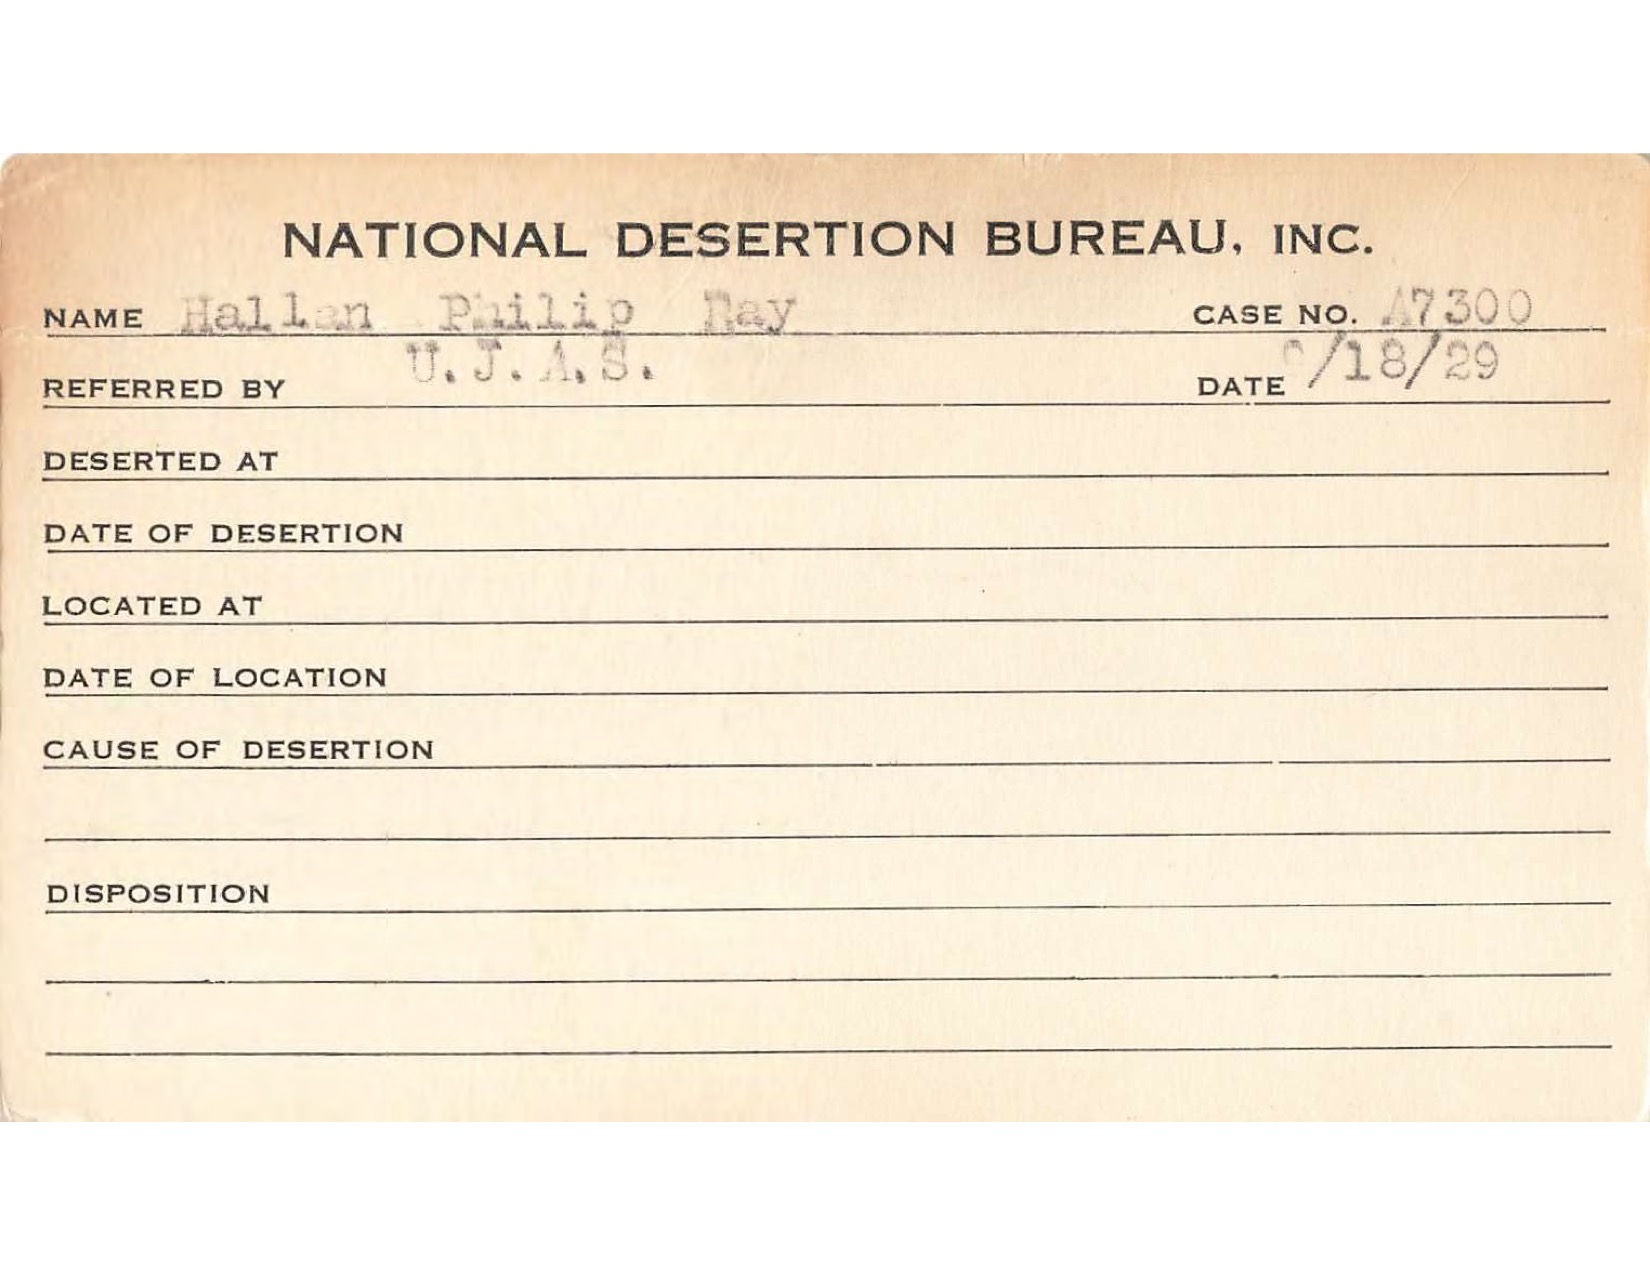 NATIONAL DESERTION BUREAU, INC.
NAME Philip Ray CASE NO. A7300
REFERRED BY U.J.A.S. DATE /18/29
DESERTED AT
DATE OF DESERTION
LOCATED AT
DATE OF LOCATION
CAUSE OF DESERTION
DISPOSITION